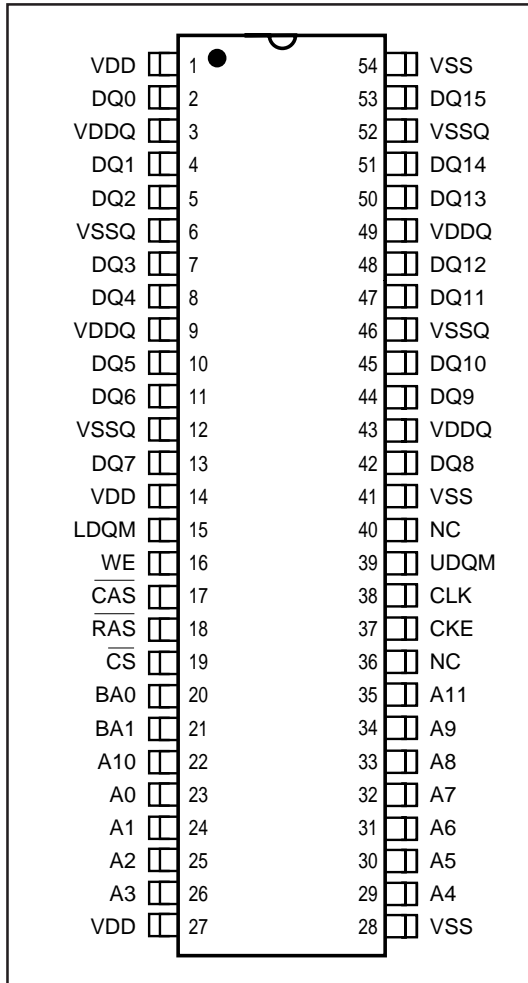 VDD 1 54 VSS
DQ0 2 53 DQ15
VDDQ 3 52 VSSQ
DQ1 4 51 DQ14
DQ2 5 50 DQ13
VSSQ 6 49 VDDQ
DQ3 7 48 DQ12
DQ4 8 47 DQ11
VDDQ 9 46 VSSQ
DQ5 10 45 DQ10
DQ6 11 44 DQ9
VSSQ 12 43 VDDQ
DQ7 13 42 DQ8
VDD 14 41 VSS
LDQM 15 40 NC
WE 16 39 UDQM
C̅A̅S̅ 17 38 CLK
R̅A̅S̅ 18 37 CKE
C̅S̅ 19 36 NC
BA0 20 35 A11
BA1 21 34 A9
A10 22 33 A8
A0 23 32 A7
A1 24 31 A6
A2 25 30 A5
A3 26 29 A4
VDD 27 28 VSS